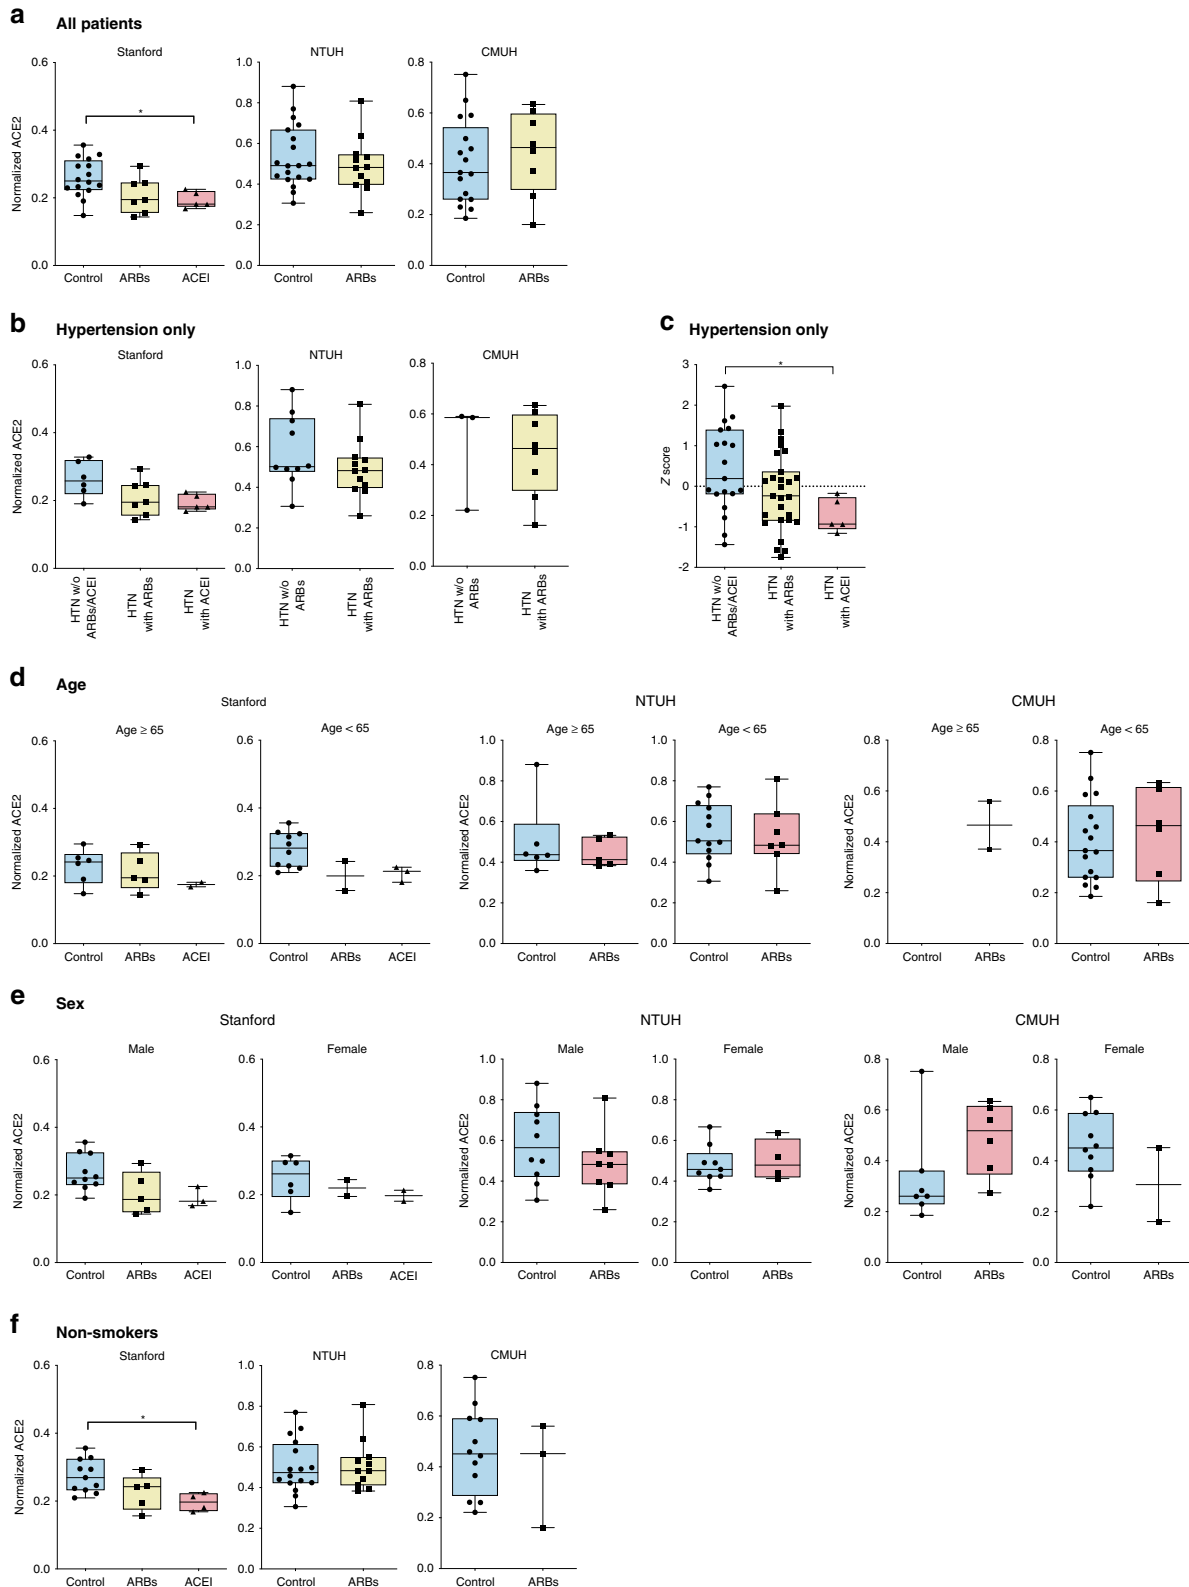 a All patients
Stanford NTUH CMUH
Normalized ACE2
0.6
0.4
0.2
0.0
*
Control ARBs ACEI
1.0
0.8
0.6
0.4
0.2
0.0
Control ARBs
0.8
0.6
0.4
0.2
0.0
Control ARBs
b Hypertension only
Stanford NTUH CMUH
Normalized ACE2
0.6
0.4
0.2
0.0
HTN w/o ARBs/ACEI
HTN with ARBs
HTN with ACEI
1.0
0.8
0.6
0.4
0.2
0.0
HTN w/o ARBs
HTN with ARBs
0.8
0.6
0.4
0.2
0.0
HTN w/o ARBs
HTN with ARBs
c Hypertension only
Z score
3
2
1
0
-1
-2
*
HTN w/o ARBs/ACEI
HTN with ARBs
HTN with ACEI
d Age
Stanford NTUH CMUH
Age ≥ 65
Normalized ACE2
0.6
0.4
0.2
0.0
Control ARBs ACEI
Age < 65
0.6
0.4
0.2
0.0
Control ARBs ACEI
Age ≥ 65
Normalized ACE2
1.0
0.8
0.6
0.4
0.2
0.0
Control ARBs
Age < 65
1.0
0.8
0.6
0.4
0.2
0.0
Control ARBs
Age ≥ 65
Normalized ACE2
0.8
0.6
0.4
0.2
0.0
Control ARBs
Age < 65
0.8
0.6
0.4
0.2
0.0
Control ARBs
e Sex
Stanford NTUH CMUH
Male
Normalized ACE2
0.6
0.4
0.2
0.0
Control ARBs ACEI
Female
0.6
0.4
0.2
0.0
Control ARBs ACEI
Male
Normalized ACE2
1.0
0.8
0.6
0.4
0.2
0.0
Control ARBs
Female
1.0
0.8
0.6
0.4
0.2
0.0
Control ARBs
Male
Normalized ACE2
0.8
0.6
0.4
0.2
0.0
Control ARBs
Female
0.8
0.6
0.4
0.2
0.0
Control ARBs
f Non-smokers
Stanford NTUH CMUH
Normalized ACE2
0.6
0.4
0.2
0.0
*
Control ARBs ACEI
1.0
0.8
0.6
0.4
0.2
0.0
Control ARBs
0.8
0.6
0.4
0.2
0.0
Control ARBs